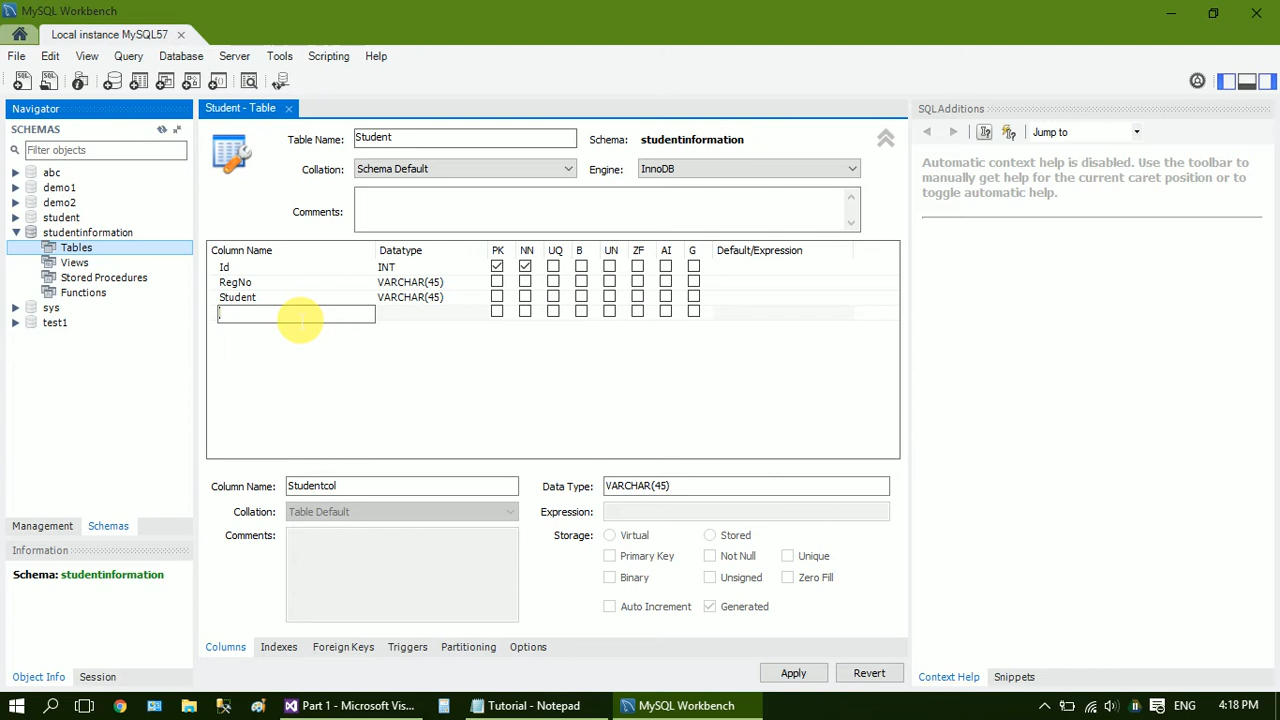 MySQL Workbench
Local instance MySQL57
File Edit View Query Database Server Tools Scripting Help
Navigator
SCHEMAS
Filter objects
abc
demo1
demo2
student
studentinformation
Tables
Views
Stored Procedures
Functions
sys
test1
Management Schemas
Information
Schema: studentinformation
Object Info Session
Student - Table
Table Name: Student Schema: studentinformation
Collation: Schema Default Engine: InnoDB
Comments:
Column Name Datatype PK NN UQ B UN ZF AI G Default/Expression
Id INT
RegNo VARCHAR(45)
Student VARCHAR(45)
Column Name: Studentcol Data Type: VARCHAR(45)
Collation: Table Default Expression:
Comments: Storage: Virtual Stored
Primary Key Not Null Unique
Binary Unsigned Zero Fill
Auto Increment Generated
Columns Indexes Foreign Keys Triggers Partitioning Options
Apply Revert
SQLAdditions
Jump to
Automatic context help is disabled. Use the toolbar to
manually get help for the current caret position or to
toggle automatic help.
Context Help Snippets
Part 1 - Microsoft Vis... Tutorial - Notepad MySQL Workbench ENG 4:18 PM